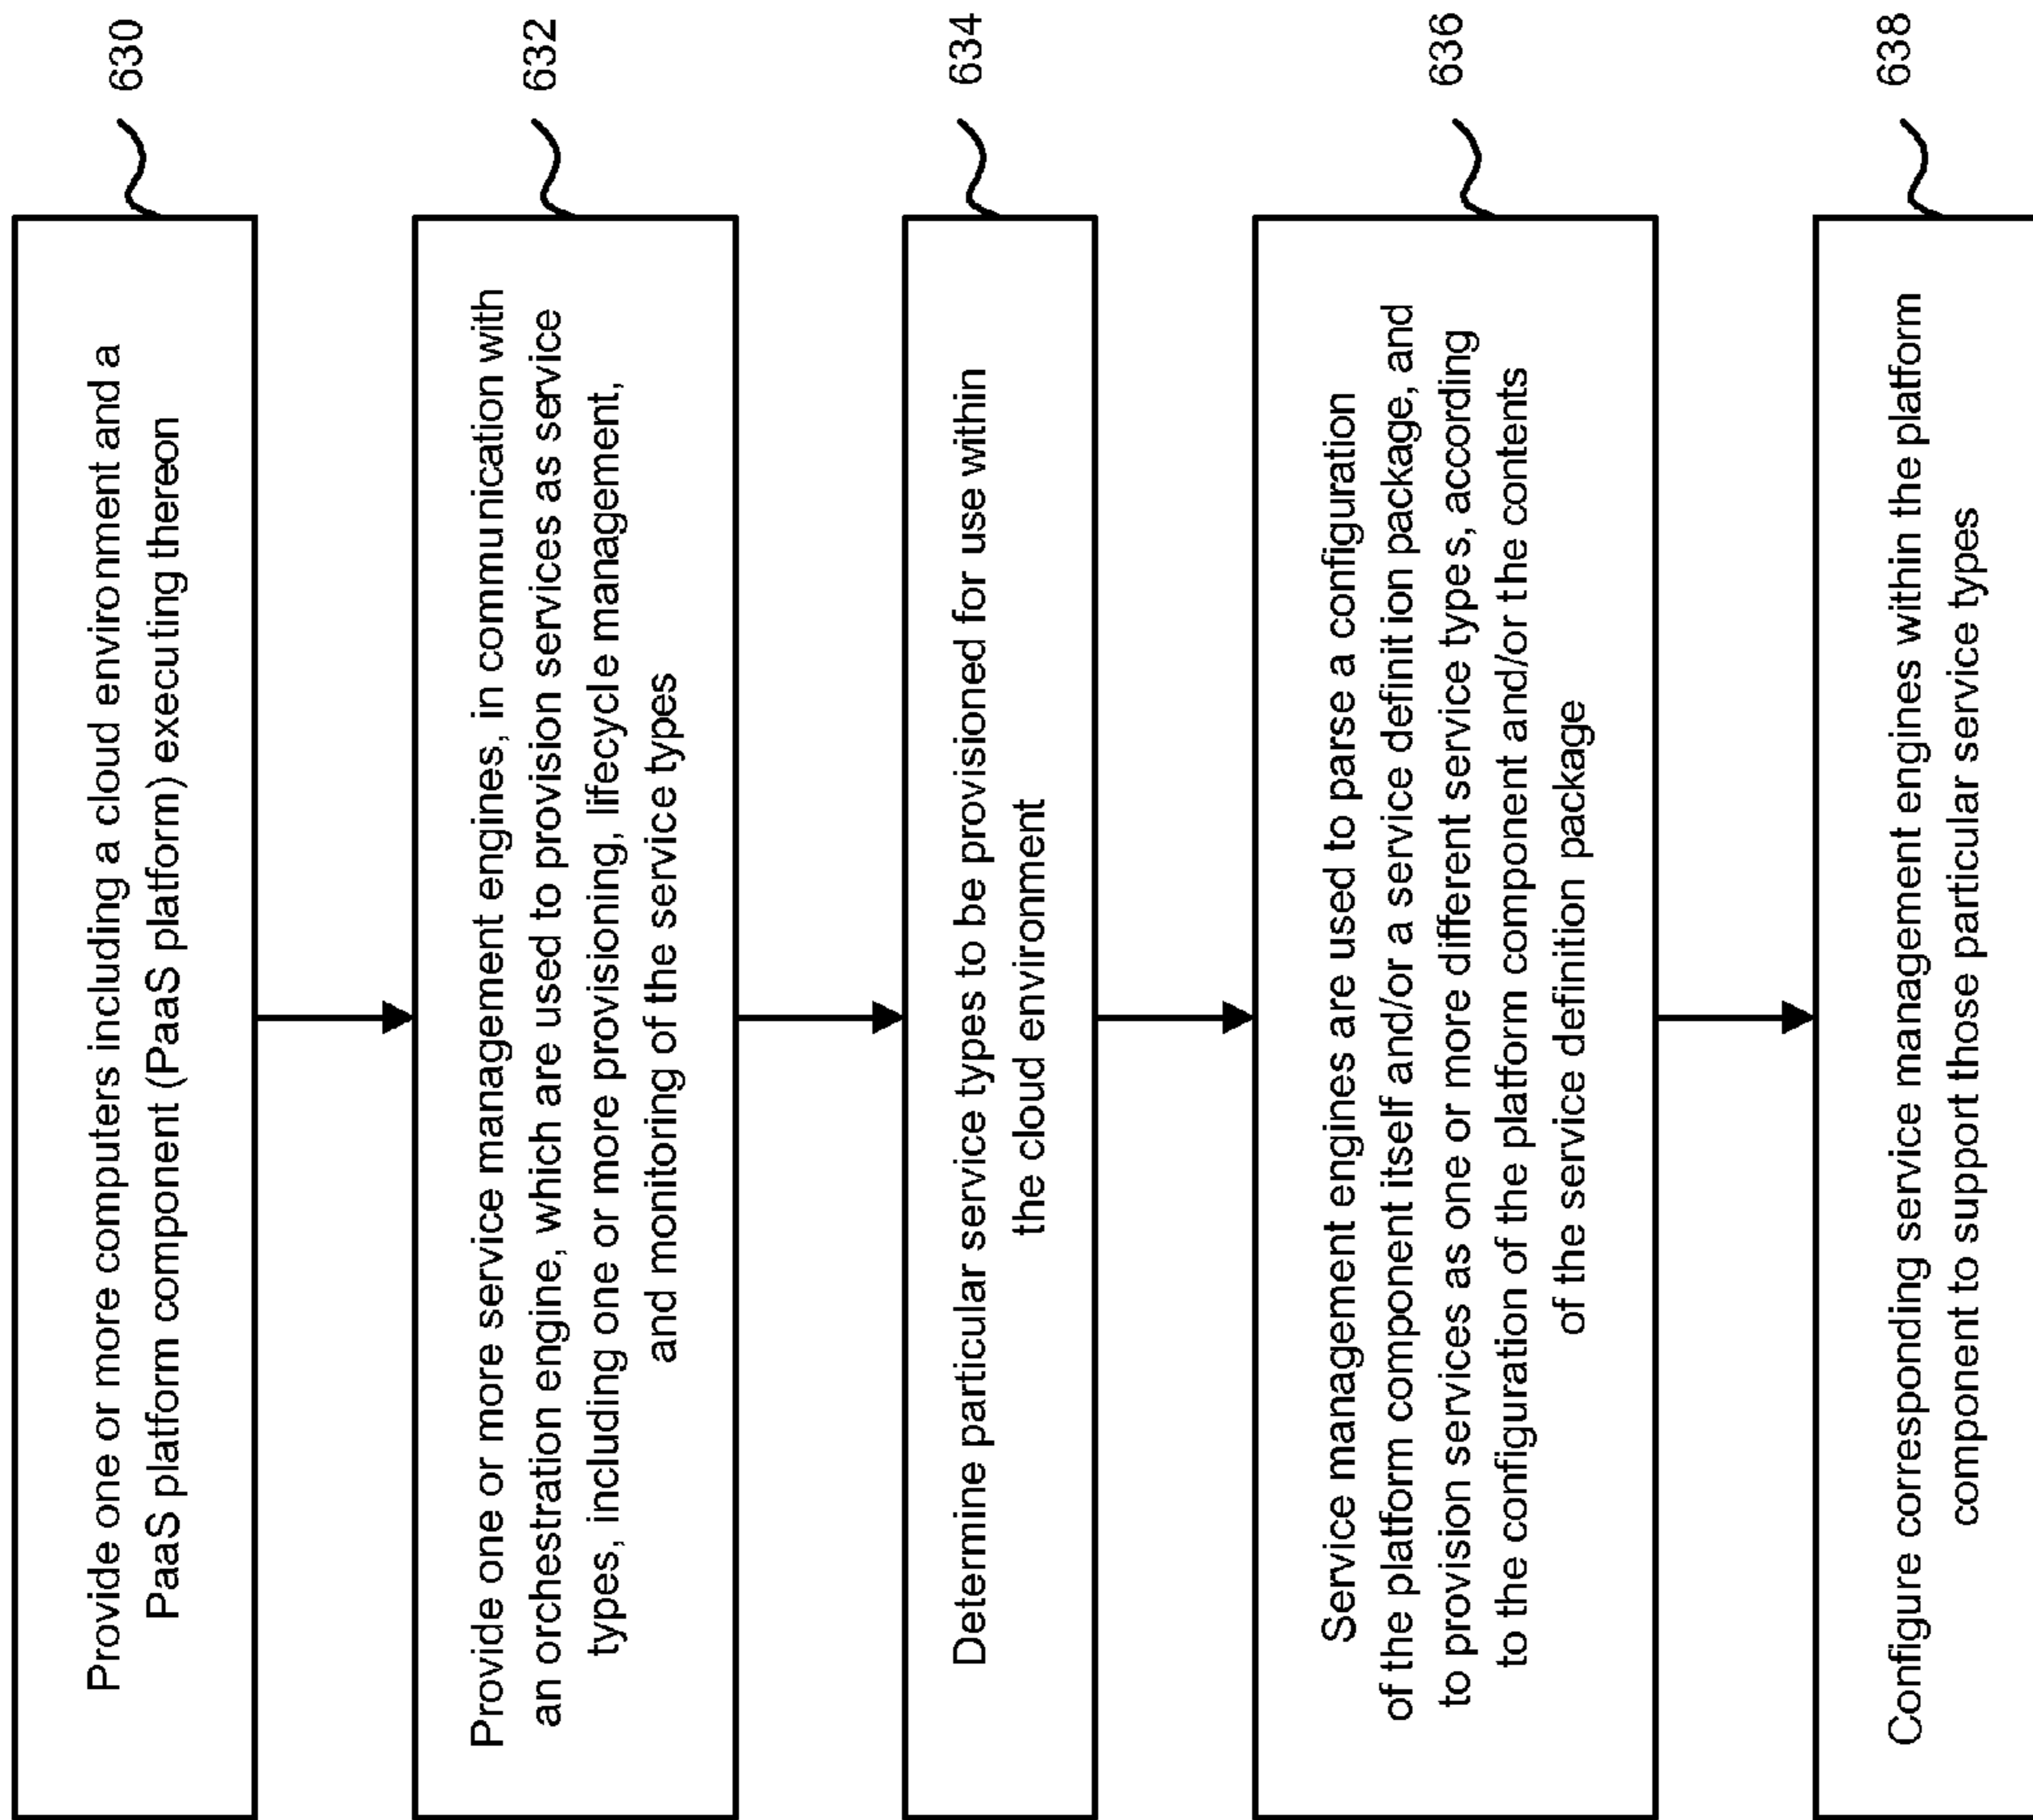 Provide one or more computers including a cloud environment and a
PaaS platform component (PaaS platform) executing thereon
630
Provide one or more service management engines, in communication with
an orchestration engine, which are used to provision services as service
types, including one or more provisioning, lifecycle management,
and monitoring of the service types
632
Determine particular service types to be provisioned for use within
the cloud environment
634
Service management engines are used to parse a configuration
of the platform component itself and/or a service definition package, and
to provision services as one or more different service types, according
to the configuration of the platform component and/or the contents
of the service definition package
636
Configure corresponding service management engines within the platform
component to support those particular service types
638